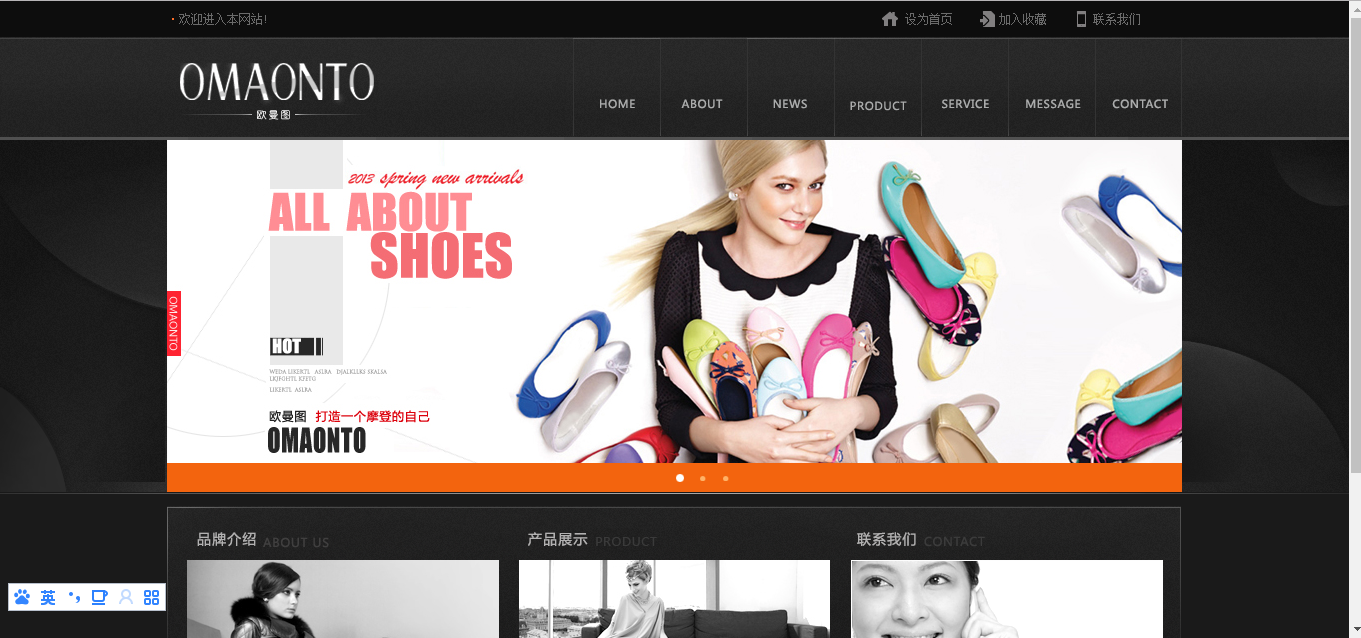 欢迎进入本网站!
设为首页 加入收藏 联系我们
OMAONTO
欧曼图
HOME ABOUT NEWS PRODUCT SERVICE MESSAGE CONTACT
2013 spring new arrivals
ALL ABOUT
SHOES
OMAONTO
HOT
WEDA LIKERTL ASLRA DJALKLLKS SKALSA
LKJFGHTL KFETO
LIKERTL ASLRA
欧曼图 打造一个摩登的自己
OMAONTO
品牌介绍 ABOUT US
产品展示 PRODUCT
联系我们 CONTACT
英